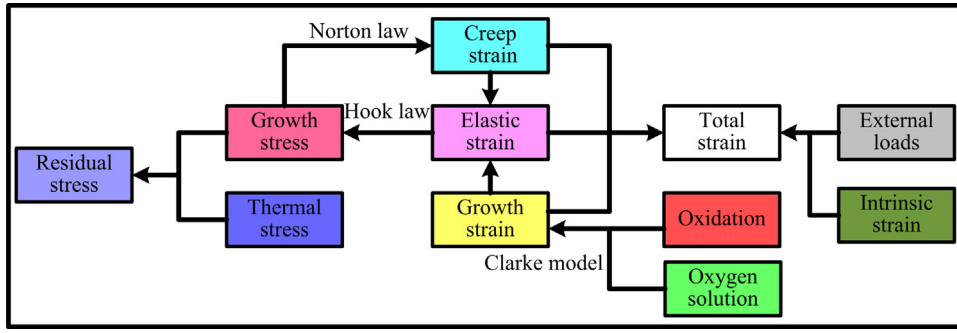 Norton law
Creep
strain
Hook law
Growth
stress
Elastic
strain
Total
strain
External
loads
Residual
stress
Thermal
stress
Growth
strain
Oxidation
Intrinsic
strain
Clarke model
Oxygen
solution